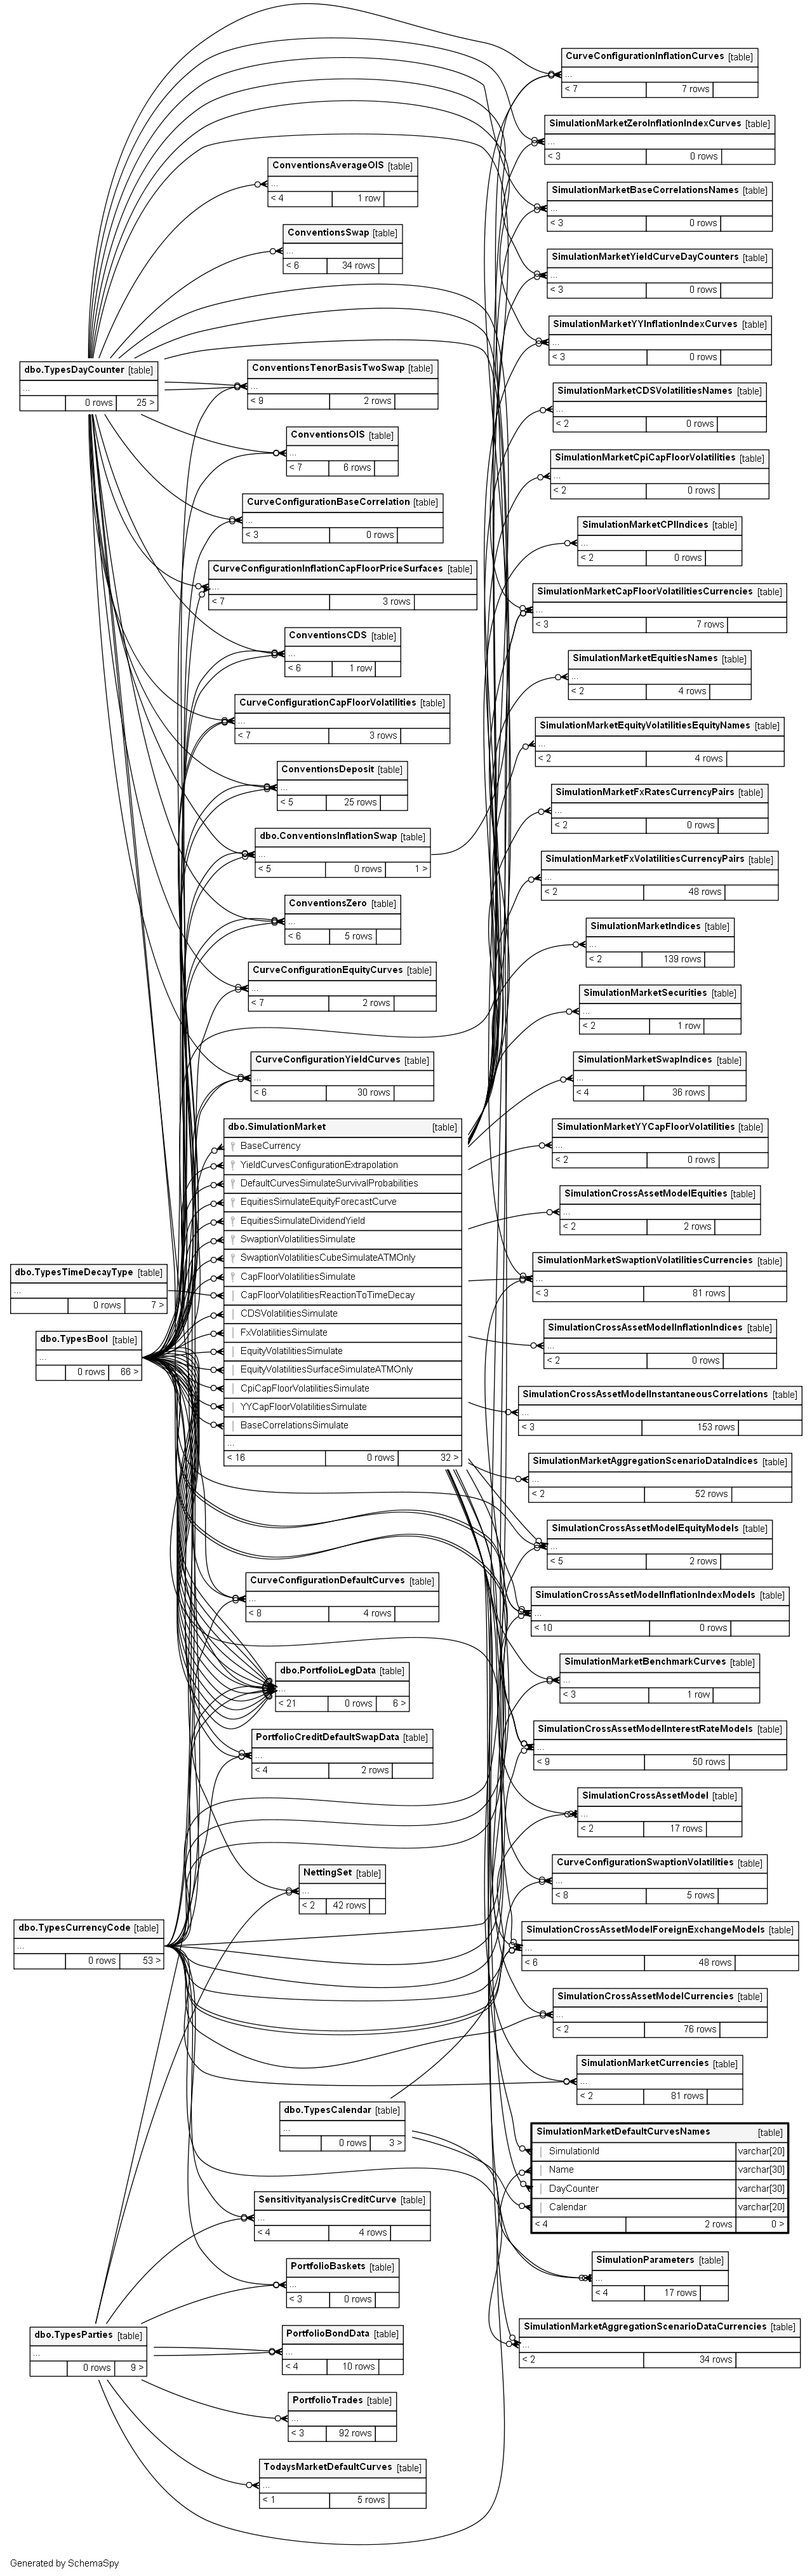 CurveConfigurationInflationCurves [table]
...
< 7 7 rows
SimulationMarketZeroInflationIndexCurves [table]
...
< 3 0 rows
ConventionsAverageOIS [table]
...
< 4 1 row
SimulationMarketBaseCorrelationsNames [table]
...
< 3 0 rows
ConventionsSwap [table]
...
< 6 34 rows
SimulationMarketYieldCurveDayCounters [table]
...
< 3 0 rows
SimulationMarketYYInflationIndexCurves [table]
...
< 3 0 rows
dbo.TypesDayCounter [table]
...
0 rows 25 >
ConventionsTenorBasisTwoSwap [table]
...
< 9 2 rows
SimulationMarketCDSVolatilitiesNames [table]
...
< 2 0 rows
ConventionsOIS [table]
...
< 7 6 rows
SimulationMarketCpiCapFloorVolatilities [table]
...
< 2 0 rows
CurveConfigurationBaseCorrelation [table]
...
< 3 0 rows
SimulationMarketCPIIndices [table]
...
< 2 0 rows
CurveConfigurationInflationCapFloorPriceSurfaces [table]
...
< 7 3 rows
SimulationMarketCapFloorVolatilitiesCurrencies [table]
...
< 3 7 rows
ConventionsCDS [table]
...
< 6 1 row
SimulationMarketEquitiesNames [table]
...
< 2 4 rows
CurveConfigurationCapFloorVolatilities [table]
...
< 7 3 rows
SimulationMarketEquityVolatilitiesEquityNames [table]
...
< 2 4 rows
ConventionsDeposit [table]
...
< 5 25 rows
SimulationMarketFxRatesCurrencyPairs [table]
...
< 2 0 rows
dbo.ConventionsInflationSwap [table]
...
< 5 0 rows 1 >
SimulationMarketFxVolatilitiesCurrencyPairs [table]
...
< 2 48 rows
ConventionsZero [table]
...
< 6 5 rows
SimulationMarketIndices [table]
...
< 2 139 rows
CurveConfigurationEquityCurves [table]
...
< 7 2 rows
SimulationMarketSecurities [table]
...
< 2 1 row
CurveConfigurationYieldCurves [table]
...
< 6 30 rows
SimulationMarketSwapIndices [table]
...
< 4 36 rows
dbo.SimulationMarket [table]
BaseCurrency
YieldCurvesConfigurationExtrapolation
DefaultCurvesSimulateSurvivalProbabilities
EquitiesSimulateEquityForecastCurve
EquitiesSimulateDividendYield
SwaptionVolatilitiesSimulate
SwaptionVolatilitiesCubeSimulateATMOnly
CapFloorVolatilitiesSimulate
CapFloorVolatilitiesReactionToTimeDecay
CDSVolatilitiesSimulate
FxVolatilitiesSimulate
EquityVolatilitiesSimulate
EquityVolatilitiesSurfaceSimulateATMOnly
CpiCapFloorVolatilitiesSimulate
YYCapFloorVolatilitiesSimulate
BaseCorrelationsSimulate
...
< 16 0 rows 32 >
SimulationMarketYYCapFloorVolatilities [table]
...
< 2 0 rows
SimulationCrossAssetModelEquities [table]
...
< 2 2 rows
dbo.TypesTimeDecayType [table]
...
0 rows 7 >
SimulationMarketSwaptionVolatilitiesCurrencies [table]
...
< 3 81 rows
dbo.TypesBool [table]
...
0 rows 66 >
SimulationCrossAssetModelInflationIndices [table]
...
< 2 0 rows
SimulationCrossAssetModelInstantaneousCorrelations [table]
...
< 3 153 rows
SimulationMarketAggregationScenarioDataIndices [table]
...
< 2 52 rows
SimulationCrossAssetModelEquityModels [table]
...
< 5 2 rows
CurveConfigurationDefaultCurves [table]
...
< 8 4 rows
SimulationCrossAssetModelInflationIndexModels [table]
...
< 10 0 rows
dbo.PortfolioLegData [table]
...
< 21 0 rows 6 >
SimulationMarketBenchmarkCurves [table]
...
< 3 1 row
PortfolioCreditDefaultSwapData [table]
...
< 4 2 rows
SimulationCrossAssetModelInterestRateModels [table]
...
< 9 50 rows
SimulationCrossAssetModel [table]
...
< 2 17 rows
NettingSet [table]
...
< 2 42 rows
CurveConfigurationSwaptionVolatilities [table]
...
< 8 5 rows
dbo.TypesCurrencyCode [table]
...
0 rows 53 >
SimulationCrossAssetModelForeignExchangeModels [table]
...
< 6 48 rows
SimulationCrossAssetModelCurrencies [table]
...
< 2 76 rows
SimulationMarketCurrencies [table]
...
< 2 81 rows
dbo.TypesCalendar [table]
...
0 rows 3 >
SimulationMarketDefaultCurvesNames [table]
SimulationId varchar[20]
Name varchar[30]
DayCounter varchar[30]
Calendar varchar[20]
< 4 2 rows 0 >
SensitivityanalysisCreditCurve [table]
...
< 4 4 rows
PortfolioBaskets [table]
...
< 3 0 rows
SimulationParameters [table]
...
< 4 17 rows
dbo.TypesParties [table]
...
0 rows 9 >
PortfolioBondData [table]
...
< 4 10 rows
SimulationMarketAggregationScenarioDataCurrencies [table]
...
< 2 34 rows
PortfolioTrades [table]
...
< 3 92 rows
TodaysMarketDefaultCurves [table]
...
< 1 5 rows
Generated by SchemaSpy